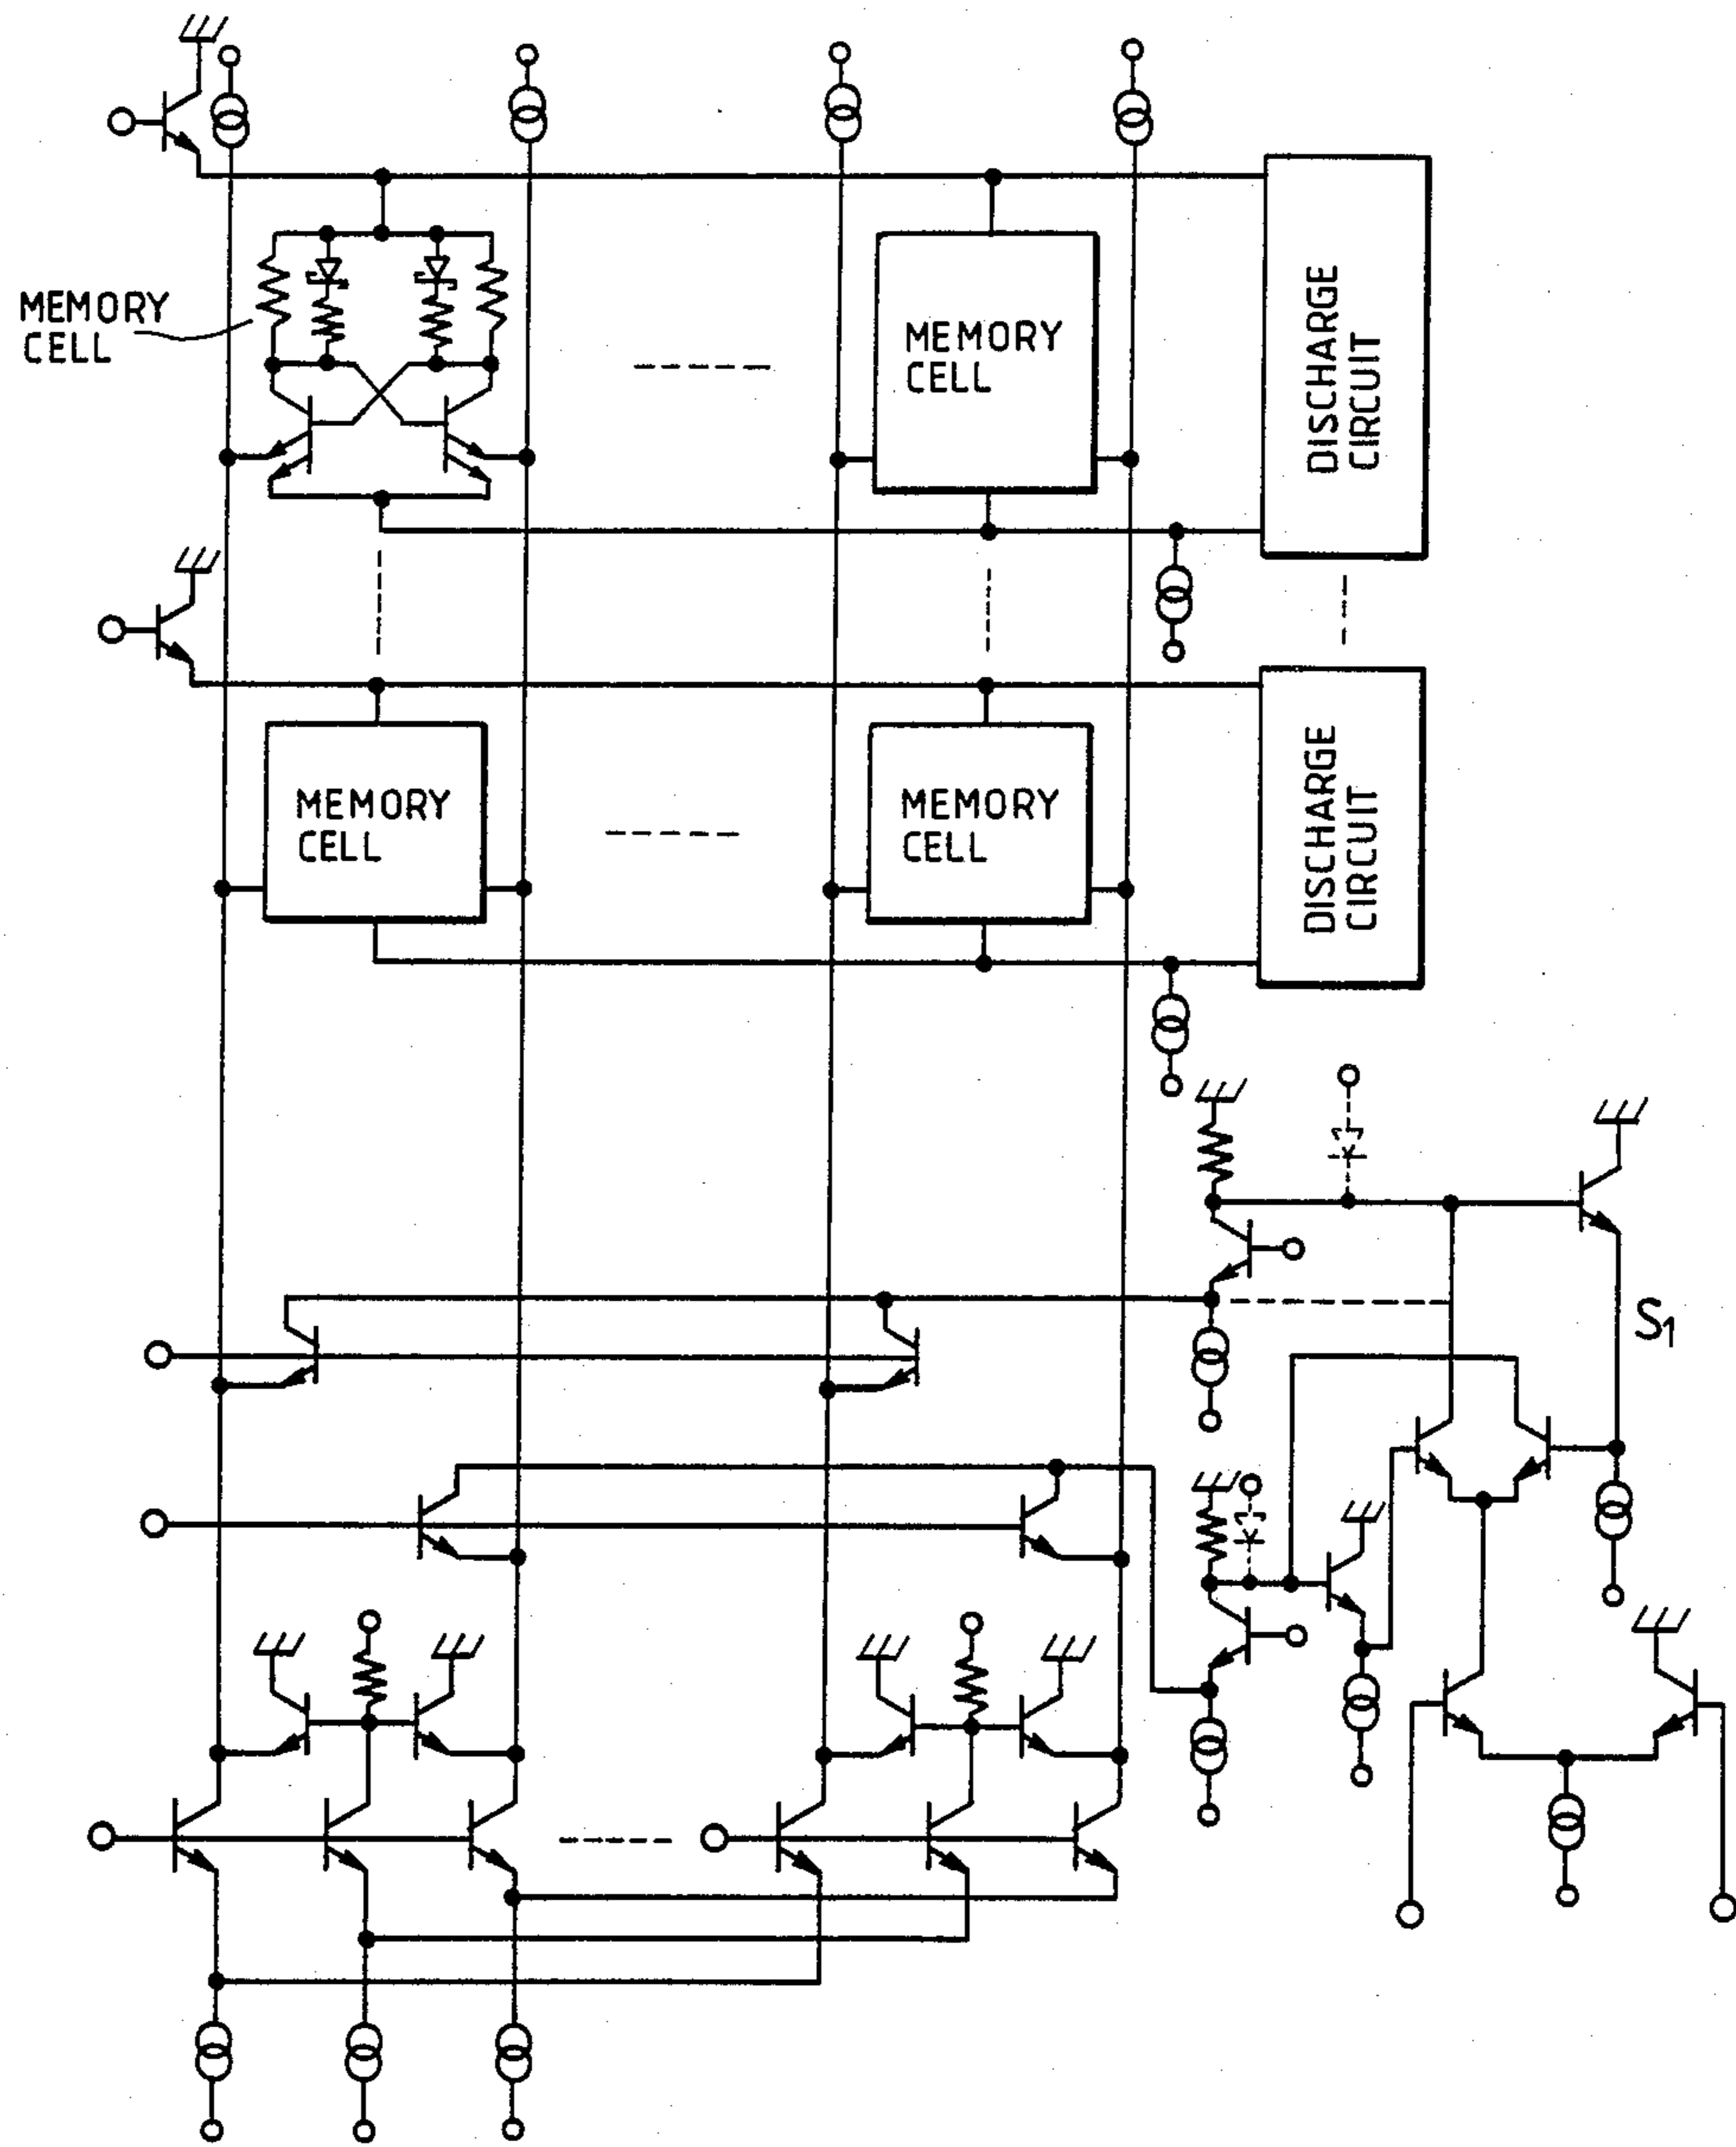 MEMORY
CELL
MEMORY
CELL
DISCHARGE
CIRCUIT
MEMORY
CELL
MEMORY
CELL
DISCHARGE
CIRCUIT
S1